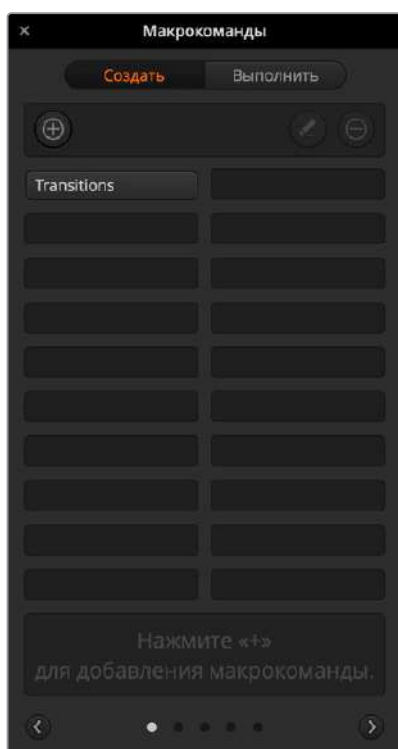 Макрокоманды
Создать Выполнить
Transitions
Нажмите «+»
для добавления макрокоманды.